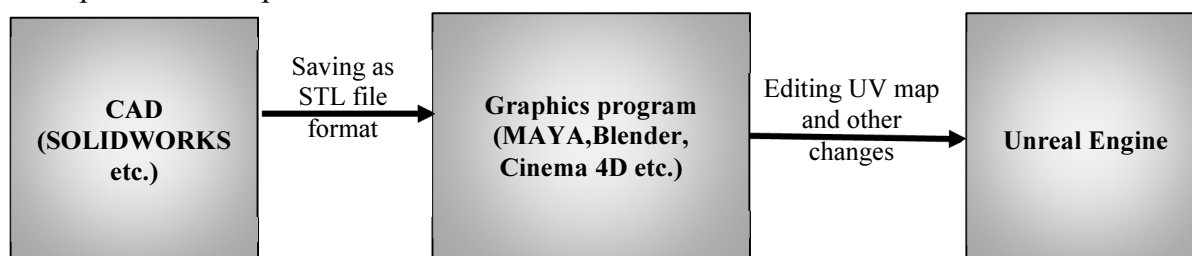 CAD
(SOLIDWORKS
etc.)
Saving as
STL file
format
Graphics program
(MAYA,Blender,
Cinema 4D etc.)
Editing UV map
and other
changes
Unreal Engine